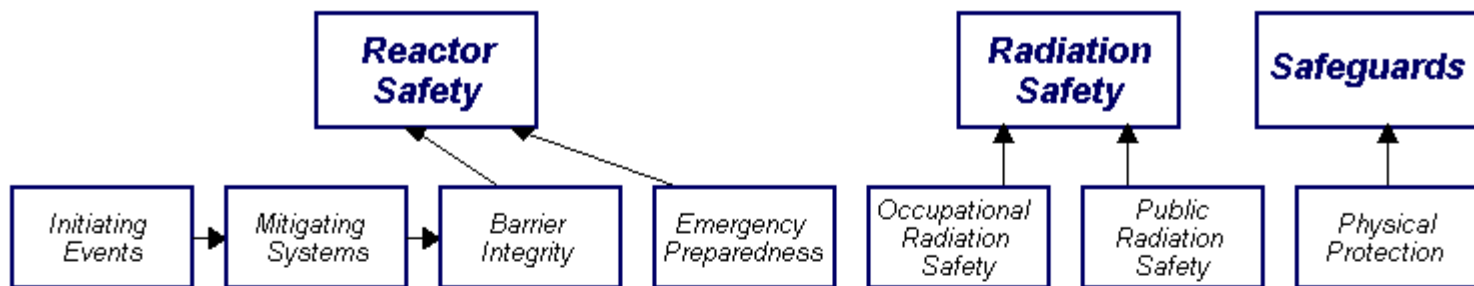 Reactor
Safety
Radiation
Safety
Safeguards
Initiating
Events
Mitigating
Systems
Barrier
Integrity
Emergency
Preparedness
Occupational
Radiation
Safety
Public
Radiation
Safety
Physical
Protection